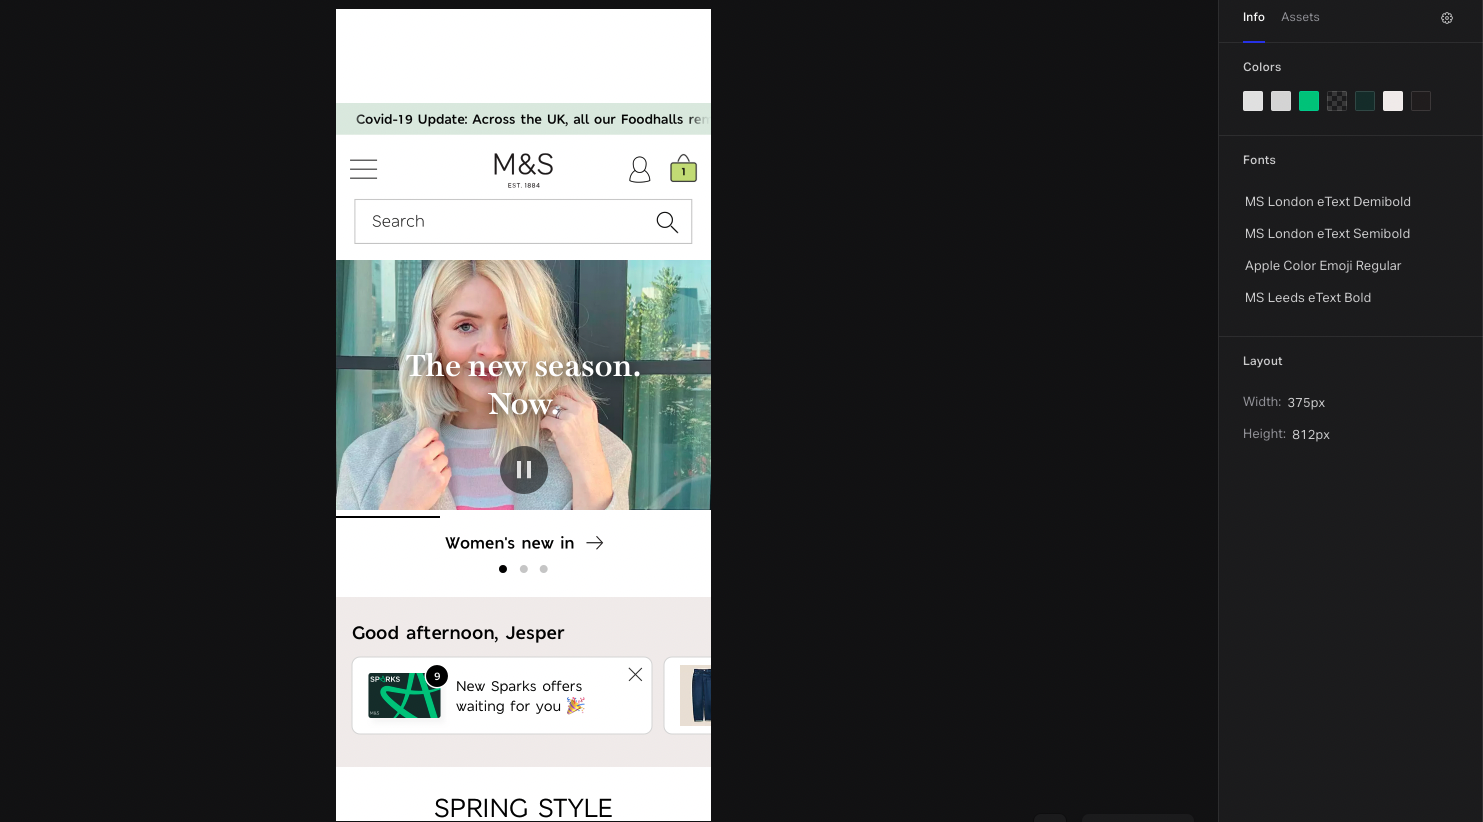 Covid-19 Update: Across the UK, all our Foodhalls
M&S
EST. 1884
1
Search
The new season.
Now.
Women's new in
Good afternoon, Jesper
SPARKS
9
M&S
New Sparks offers
waiting for you 🎉
SPRING STYLE
Info Assets
Colors
Fonts
MS London eText Demibold
MS London eText Semibold
Apple Color Emoji Regular
MS Leeds eText Bold
Layout
Width: 375px
Height: 812px